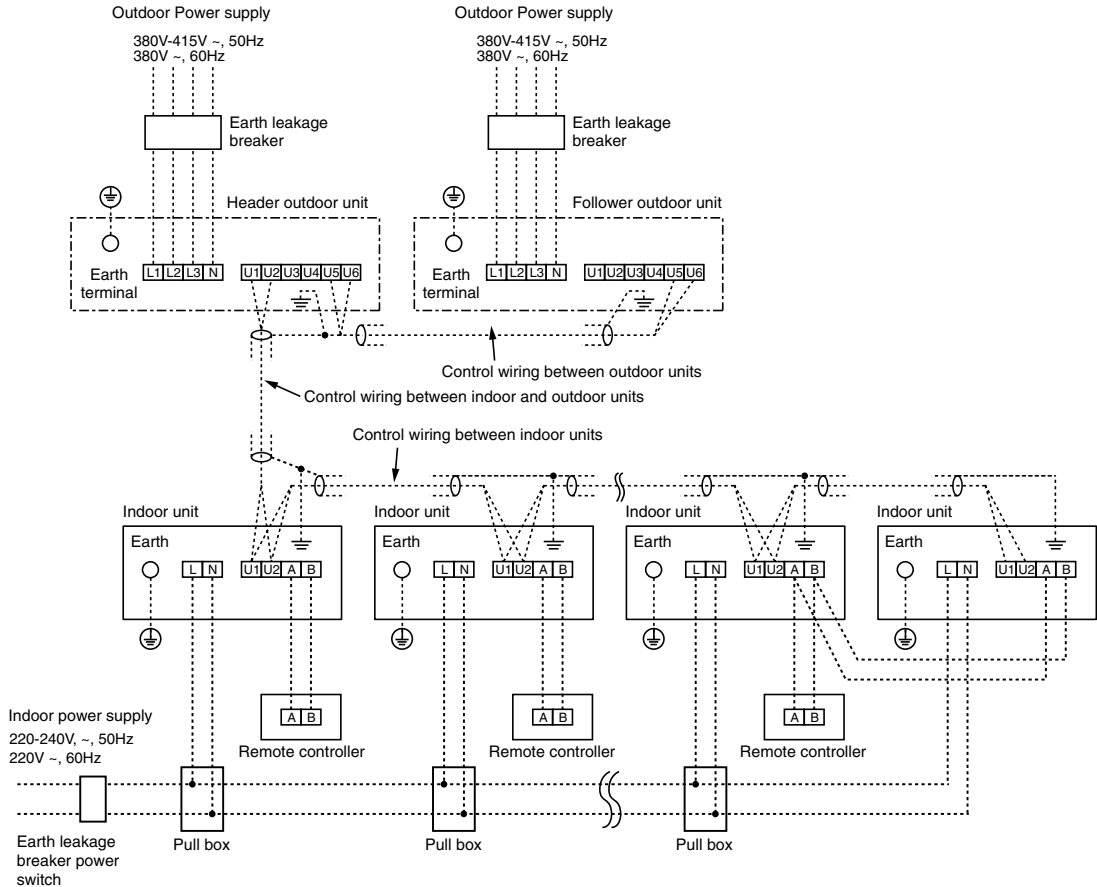 Outdoor Power supply
380V-415V ~, 50Hz
380V ~, 60Hz
Earth leakage
breaker
Header outdoor unit
Earth
terminal
L1 L2 L3 N
U1 U2 U3 U4 U5 U6
Outdoor Power supply
380V-415V ~, 50Hz
380V ~, 60Hz
Earth leakage
breaker
Follower outdoor unit
Earth
terminal
L1 L2 L3 N
U1 U2 U3 U4 U5 U6
Control wiring between outdoor units
Control wiring between indoor and outdoor units
Control wiring between indoor units
Indoor unit
Earth
L N
U1 U2 A B
Indoor unit
Earth
L N
U1 U2 A B
Indoor unit
Earth
L N
U1 U2 A B
Indoor unit
Earth
L N
U1 U2 A B
A B
Remote controller
A B
Remote controller
A B
Remote controller
Indoor power supply
220-240V, ~, 50Hz
220V ~, 60Hz
Earth leakage
breaker power
switch
Pull box
Pull box
Pull box